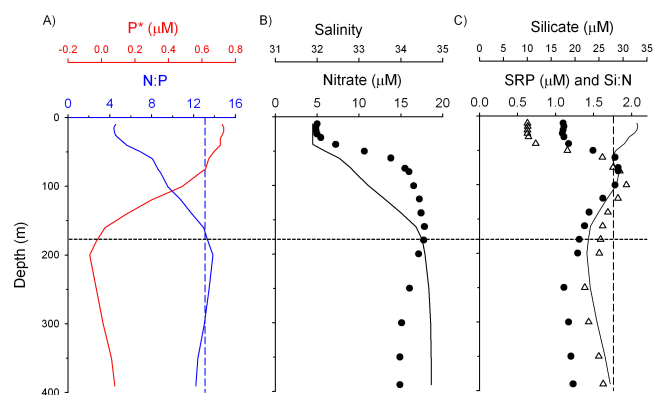 A)
P* (μM)
-0.2 0.0 0.2 0.4 0.6 0.8
N:P
0 4 8 12 16
B)
Salinity
31 32 33 34 35
Nitrate (μM)
0 5 10 15 20
C)
Silicate (μM)
0 5 10 15 20 25 30 35
SRP (μM) and Si:N
0.0 0.5 1.0 1.5 2.0
Depth (m)
0
100
200
300
400